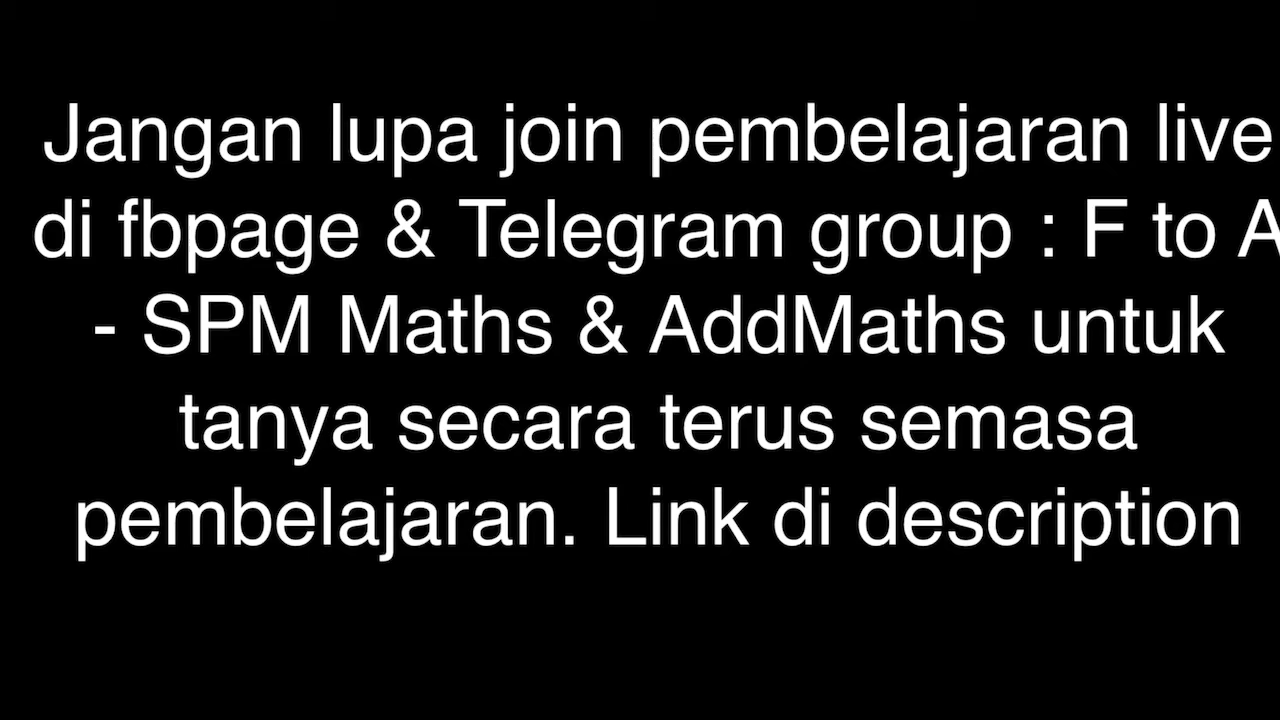 Jangan lupa join pembelajaran live
di fbpage & Telegram group : F to A
- SPM Maths & AddMaths untuk
tanya secara terus semasa
pembelajaran. Link di description